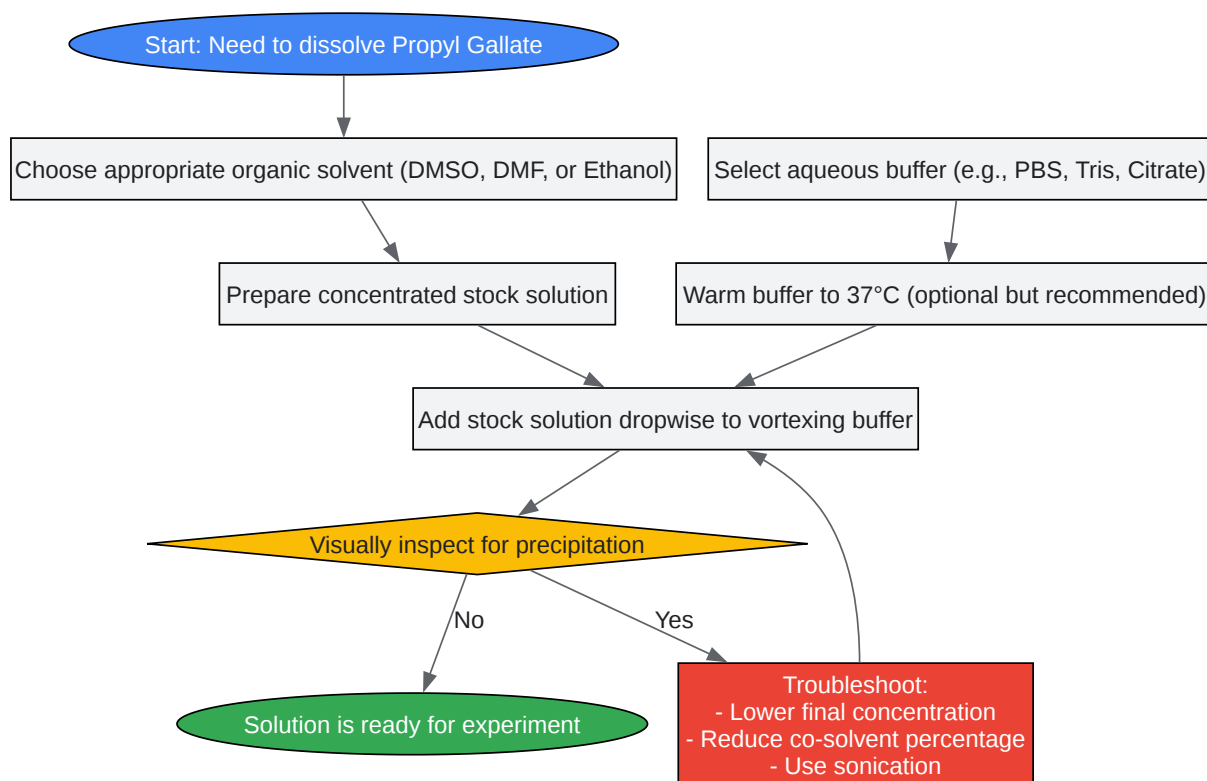 Start: Need to dissolve Propyl Gallate
Choose appropriate organic solvent (DMSO, DMF, or Ethanol)
Select aqueous buffer (e.g., PBS, Tris, Citrate)
Prepare concentrated stock solution
Warm buffer to 37°C (optional but recommended)
Add stock solution dropwise to vortexing buffer
Visually inspect for precipitation
No
Yes
Solution is ready for experiment
Troubleshoot:
- Lower final concentration
- Reduce co-solvent percentage
- Use sonication